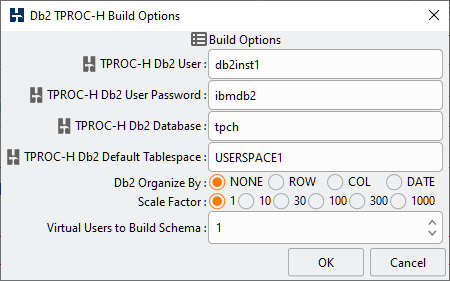 Db2 TPROC-H Build Options
Build Options
TPROC-H Db2 User : db2inst1
TPROC-H Db2 User Password : ibmdb2
TPROC-H Db2 Database : tpch
TPROC-H Db2 Default Tablespace : USERSPACE1
Db2 Organize By : NONE ROW COL DATE
Scale Factor : 1 10 30 100 300 1000
Virtual Users to Build Schema : 1
OK Cancel